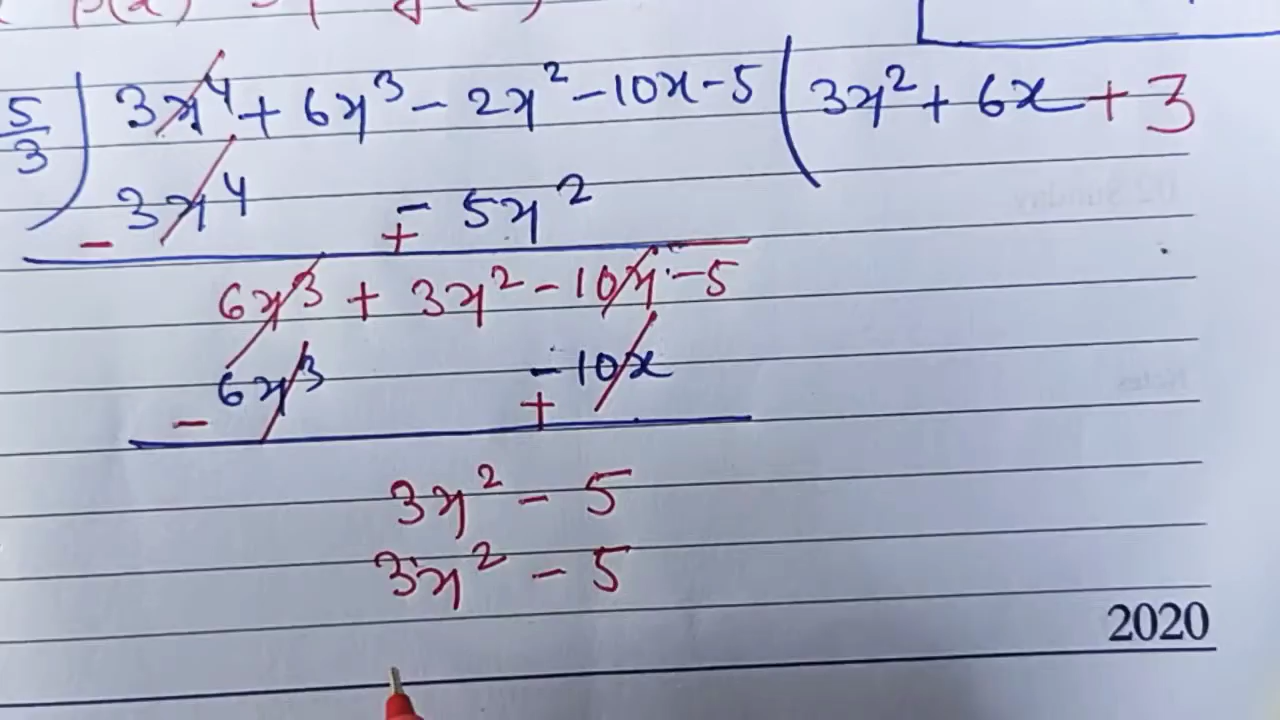 5/3 ) 3x⁴ + 6x³ - 2x² - 10x - 5 ( 3x² + 6x + 3
- 3x⁴ -+ 5x²
6x³ + 3x² - 10x - 5
- 6x³ -+ 10x
3x² - 5
3x² - 5
2020